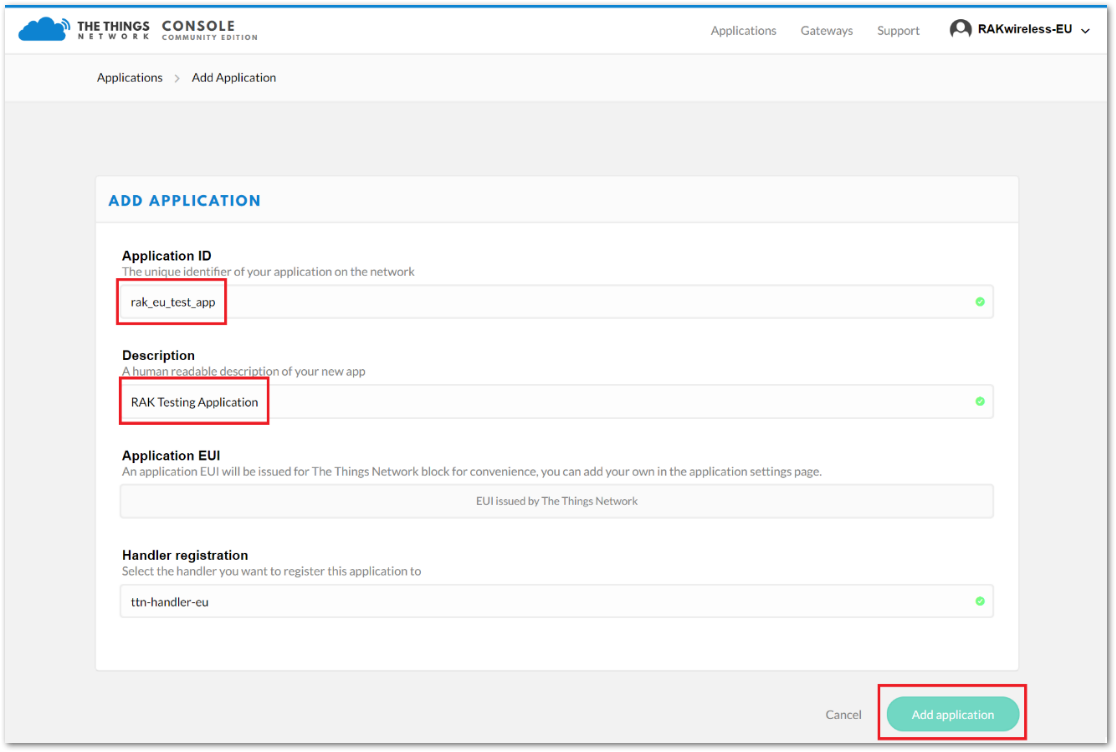 THE THINGS CONSOLE
NETWORK COMMUNITY EDITION
Applications Gateways Support RAKwireless-EU
Applications > Add Application
ADD APPLICATION
Application ID
The unique identifier of your application on the network
rak_eu_test_app
Description
A human readable description of your new app
RAK Testing Application
Application EUI
An application EUI will be issued for The Things Network block for convenience, you can add your own in the application settings page.
EUI issued by The Things Network
Handler registration
Select the handler you want to register this application to
ttn-handler-eu
Cancel Add application